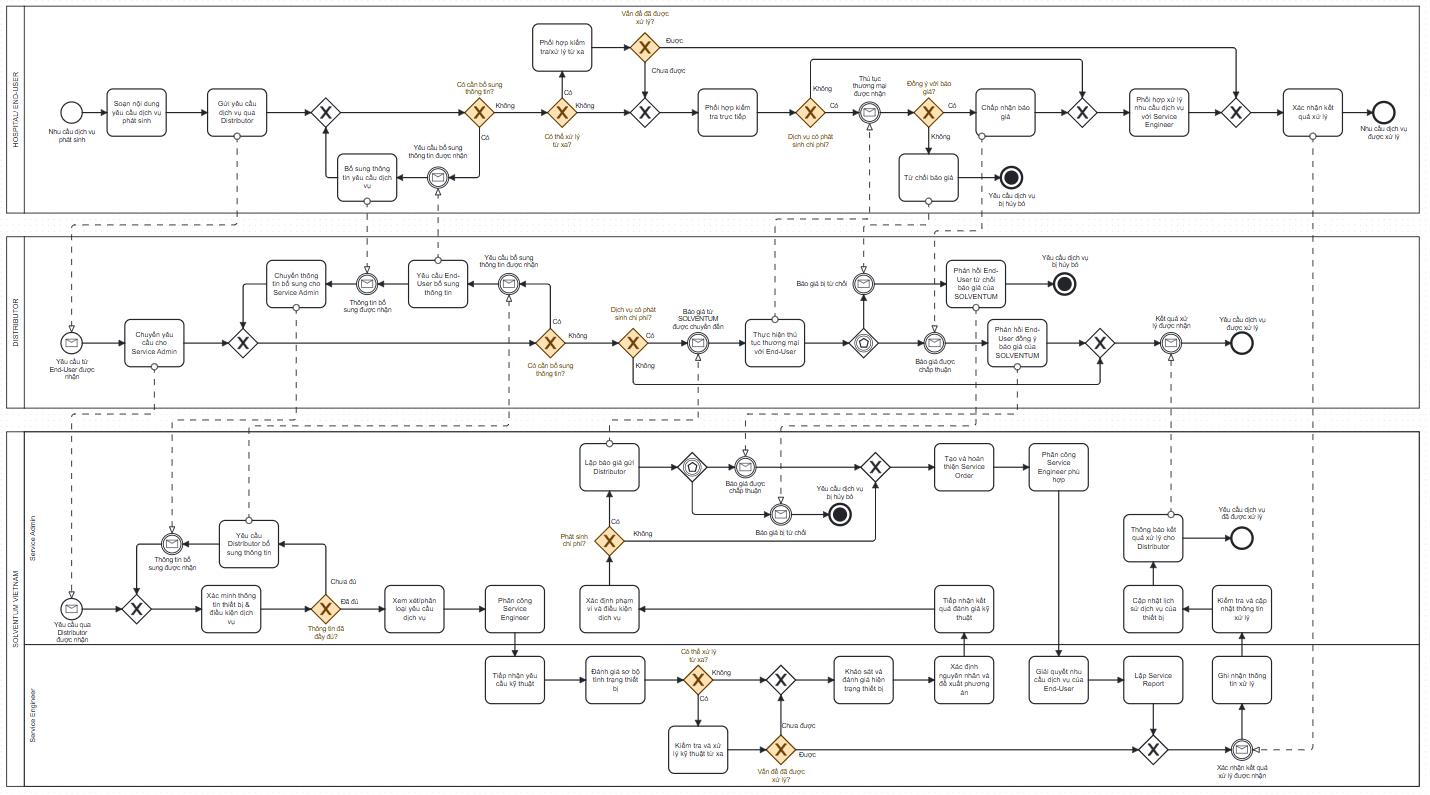 HOSPITAL/ END-USER
Nhu cầu dịch vụ
phát sinh
Soạn nội dung
yêu cầu dịch vụ
phát sinh
Gửi yêu cầu
dịch vụ qua
Distributor
Bổ sung thông
tin yêu cầu dịch
vụ
Yêu cầu bổ sung
thông tin được nhận
Có cần bổ sung
thông tin?
Không
Có
Phối hợp kiểm
tra/xử lý từ xa
Có
Không
Có thể xử lý
từ xa?
Vấn đề đã được
xử lý?
Được
Chưa được
Phối hợp kiểm
tra trực tiếp
Không
Có
Dịch vụ có phát
sinh chi phí?
Thủ tục
thương mại
được nhận
Đồng ý với báo
giá?
Có
Không
Từ chối báo giá
Yêu cầu dịch vụ
bị hủy bỏ
Chấp nhận báo
giá
Phối hợp xử lý
nhu cầu dịch vụ
với Service
Engineer
Xác nhận kết
quả xử lý
Nhu cầu dịch vụ
được xử lý
DISTRIBUTOR
Yêu cầu từ
End-User được
nhận
Chuyển yêu
cầu cho
Service Admin
Chuyển thông
tin bổ sung cho
Service Admin
Thông tin bổ
sung được nhận
Yêu cầu End-
User bổ sung
thông tin
Yêu cầu bổ sung
thông tin được nhận
Có
Không
Có cần bổ sung
thông tin?
Dịch vụ có phát
sinh chi phí?
Có
Không
Báo giá từ
SOLVENTUM
được chuyển đến
Thực hiện thủ
tục thương mại
với End-User
Báo giá bị từ chối
Báo giá được
chấp thuận
Phản hồi End-
User từ chối
báo giá của
SOLVENTUM
Yêu cầu dịch vụ
bị hủy bỏ
Phản hồi End-
User đồng ý
báo giá của
SOLVENTUM
Kết quả xử
lý được nhận
Yêu cầu dịch vụ
được xử lý
SOLVENTUM VIETNAM
Service Admin
Yêu cầu qua
Distributor
được nhận
Thông tin bổ
sung được nhận
Yêu cầu
Distributor bổ
sung thông tin
Xác minh thông
tin thiết bị &
điều kiện dịch
vụ
Chưa đủ
Đã đủ
Thông tin đã
đầy đủ?
Xem xét/phân
loại yêu cầu
dịch vụ
Phân công
Service
Engineer
Lập báo giá gửi
Distributor
Có
Không
Phát sinh
chi phí?
Xác định phạm
vi và điều kiện
dịch vụ
Báo giá được
chấp thuận
Báo giá bị từ chối
Yêu cầu dịch vụ
bị hủy bỏ
Tạo và hoàn
thiện Service
Order
Phân công
Service
Engineer phù
hợp
Tiếp nhận kết
quả đánh giá kỹ
thuật
Thông báo kết
quả xử lý cho
Distributor
Yêu cầu dịch vụ
đã được xử lý
Cập nhật lịch
sử dịch vụ của
thiết bị
Kiểm tra và cập
nhật thông tin
xử lý
Service Engineer
Tiếp nhận yêu
cầu kỹ thuật
Đánh giá sơ bộ
tình trạng thiết
bị
Có thể xử lý
từ xa?
Không
Có
Kiểm tra và xử
lý kỹ thuật từ xa
Chưa được
Được
Vấn đề đã được
xử lý?
Khảo sát và
đánh giá hiện
trạng thiết bị
Xác định
nguyên nhân và
đề xuất phương
án
Giải quyết nhu
cầu dịch vụ của
End-User
Lập Service
Report
Ghi nhận thông
tin xử lý
Xác nhận kết quả
xử lý được nhận